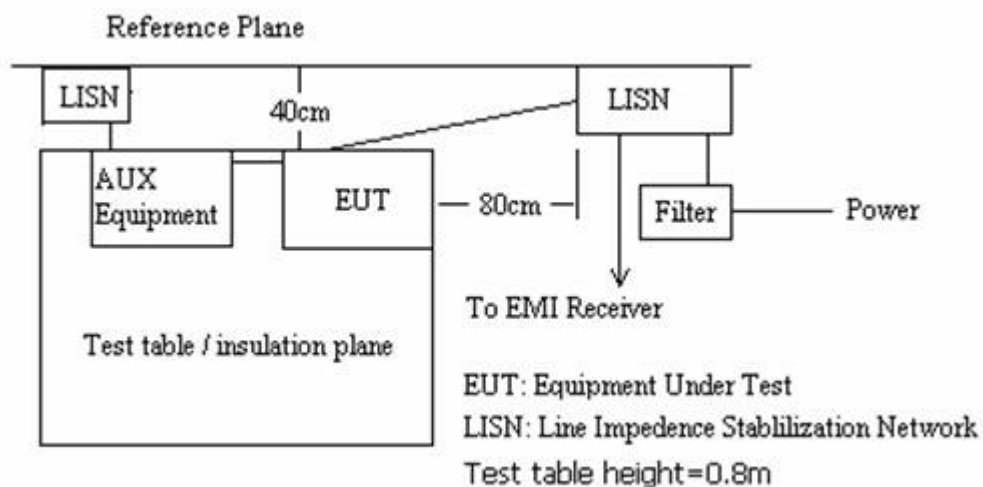 Reference Plane
LISN
40cm
LISN
AUX
Equipment
EUT
80cm
Filter
Power
To EMI Receiver
Test table / insulation plane
EUT: Equipment Under Test
LISN: Line Impedence Stablilization Network
Test table height=0.8m